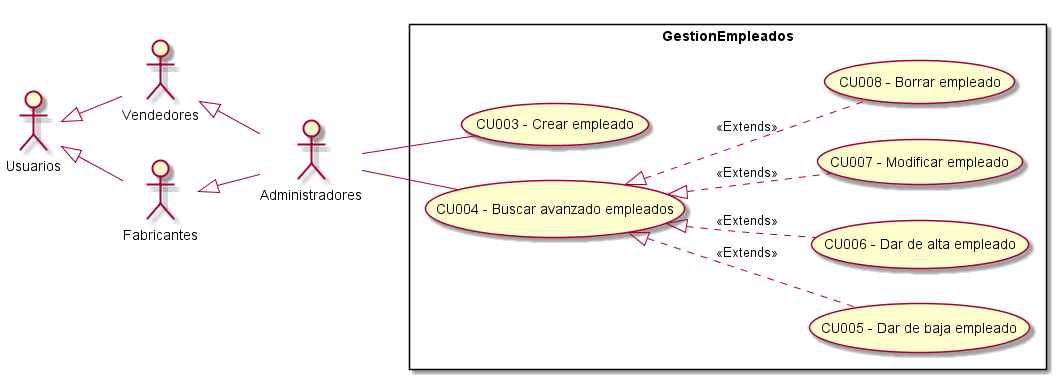 GestionEmpleados
Usuarios
Vendedores
Fabricantes
Administradores
CU003 - Crear empleado
CU004 - Buscar avanzado empleados
«Extends»
«Extends»
«Extends»
«Extends»
CU008 - Borrar empleado
CU007 - Modificar empleado
CU006 - Dar de alta empleado
CU005 - Dar de baja empleado